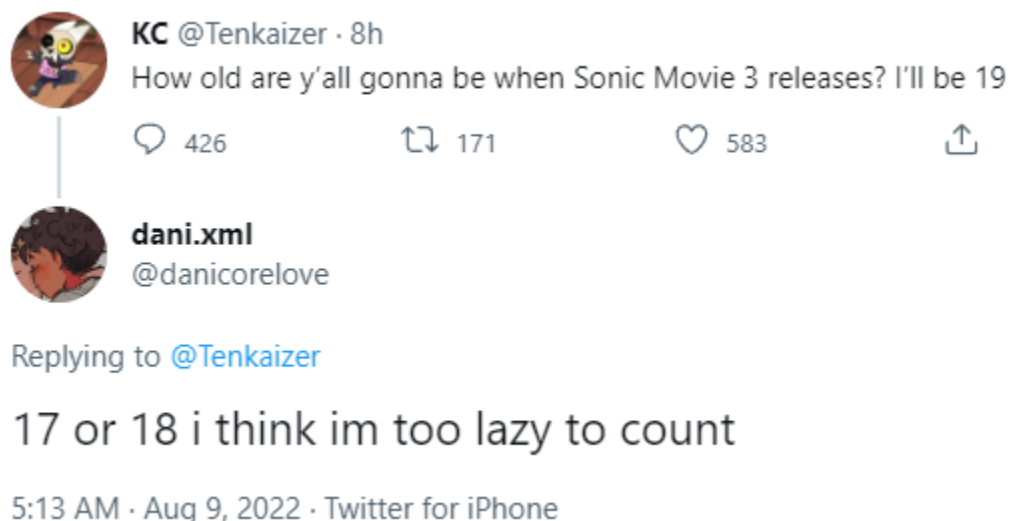 KC @Tenkaizer · 8h
How old are y'all gonna be when Sonic Movie 3 releases? I'll be 19
426 171 583
dani.xml
@danicorelove
Replying to @Tenkaizer
17 or 18 i think im too lazy to count
5:13 AM · Aug 9, 2022 · Twitter for iPhone